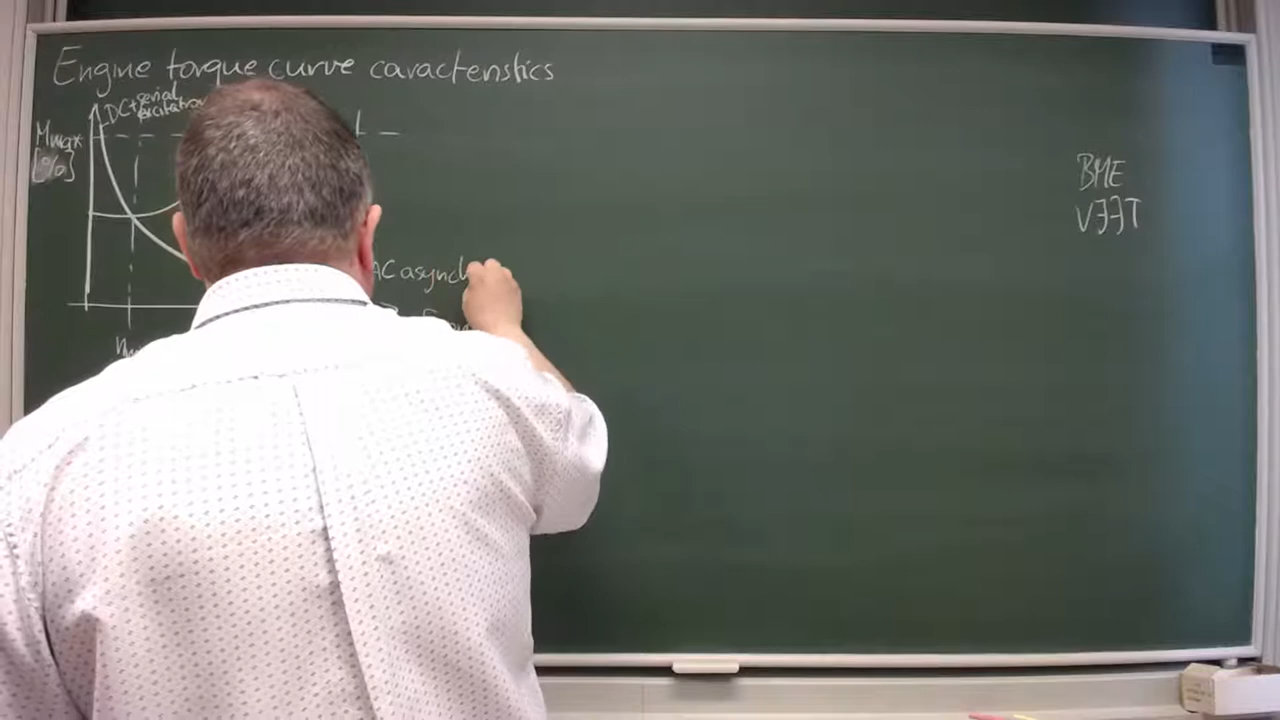 Engine torque curve caracteristics
DC+serial
excitation
Mmax
[%]
AC asynch
BME
VJJT